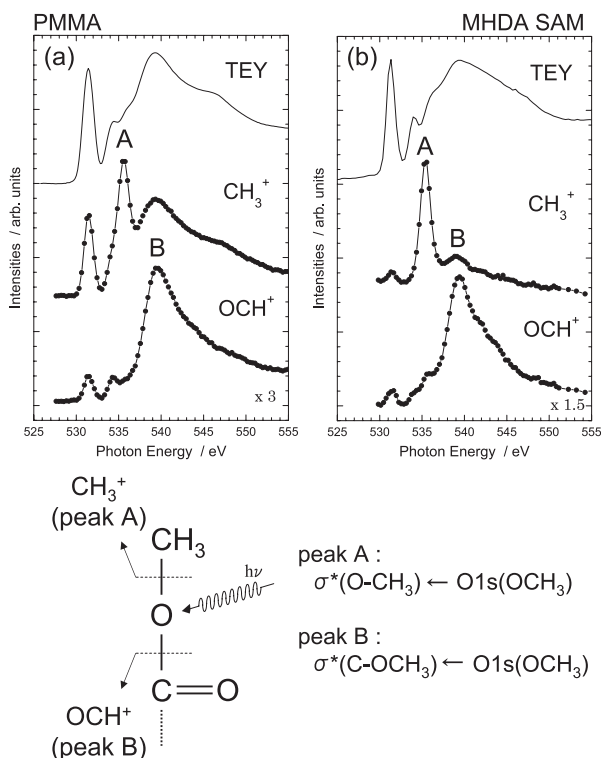 PMMA
MHDA SAM
(a)
TEY
A
CH₃⁺
B
OCH⁺
x 3
Intensities / arb. units
525 530 535 540 545 550 555
Photon Energy / eV
(b)
TEY
A
CH₃⁺
B
OCH⁺
x 1.5
Intensities / arb. units
525 530 535 540 545 550 555
Photon Energy / eV
CH₃⁺
(peak A)
CH₃
hν
O
C=O
OCH⁺
(peak B)
peak A :
σ*(O-CH₃) ← O1s(OCH₃)
peak B :
σ*(C-OCH₃) ← O1s(OCH₃)